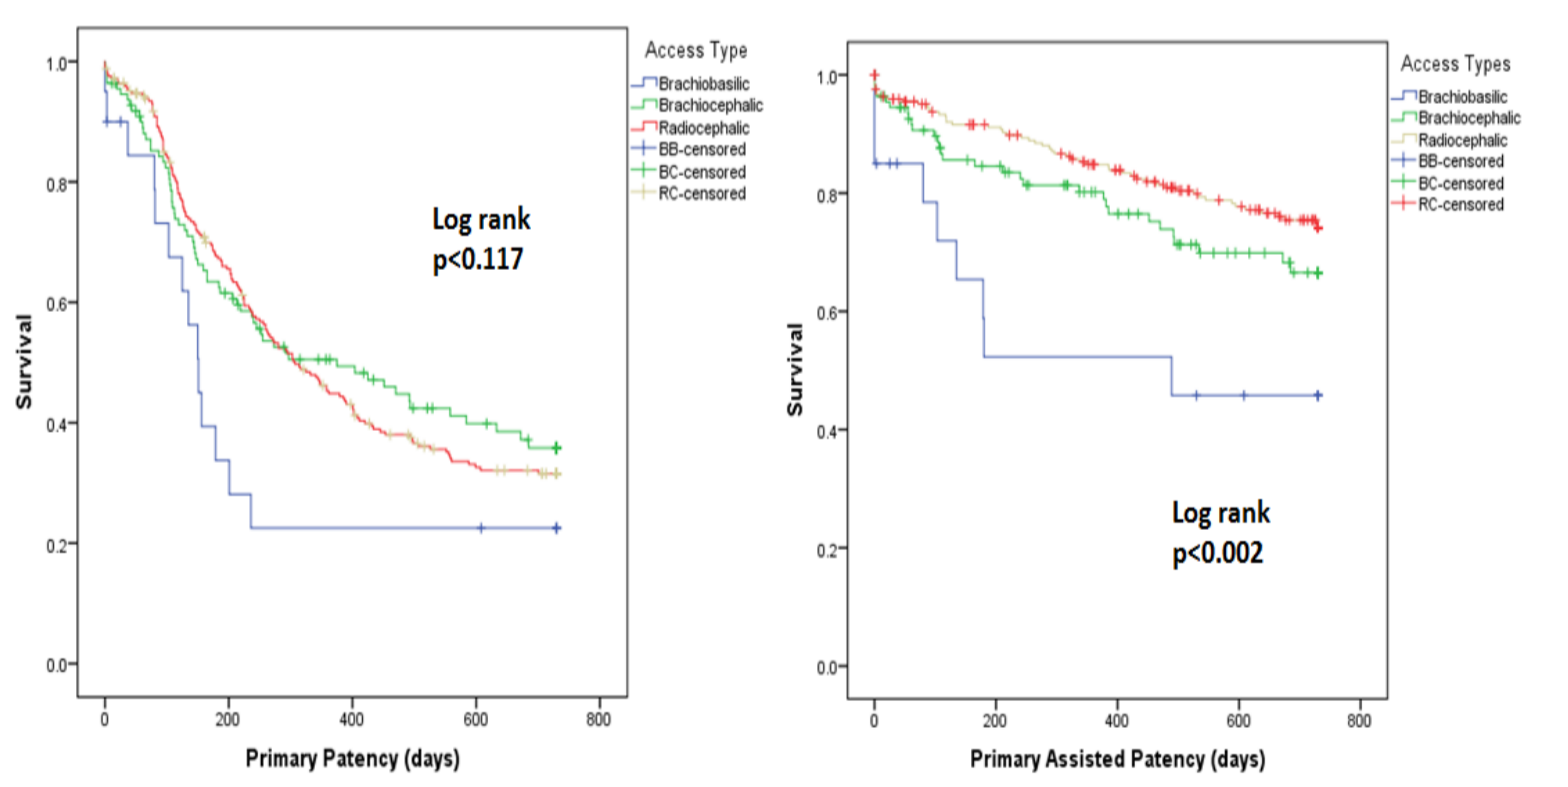 Access Type
Brachiobasilic
Brachiocephalic
Radiocephalic
BB-censored
BC-censored
RC-censored
Log rank
p<0.117
Survival
1.0
0.8
0.6
0.4
0.2
0.0
0 200 400 600 800
Primary Patency (days)
Access Types
Brachiobasilic
Brachiocephalic
Radiocephalic
BB-censored
BC-censored
RC-censored
Log rank
p<0.002
Survival
1.0
0.8
0.6
0.4
0.2
0.0
0 200 400 600 800
Primary Assisted Patency (days)